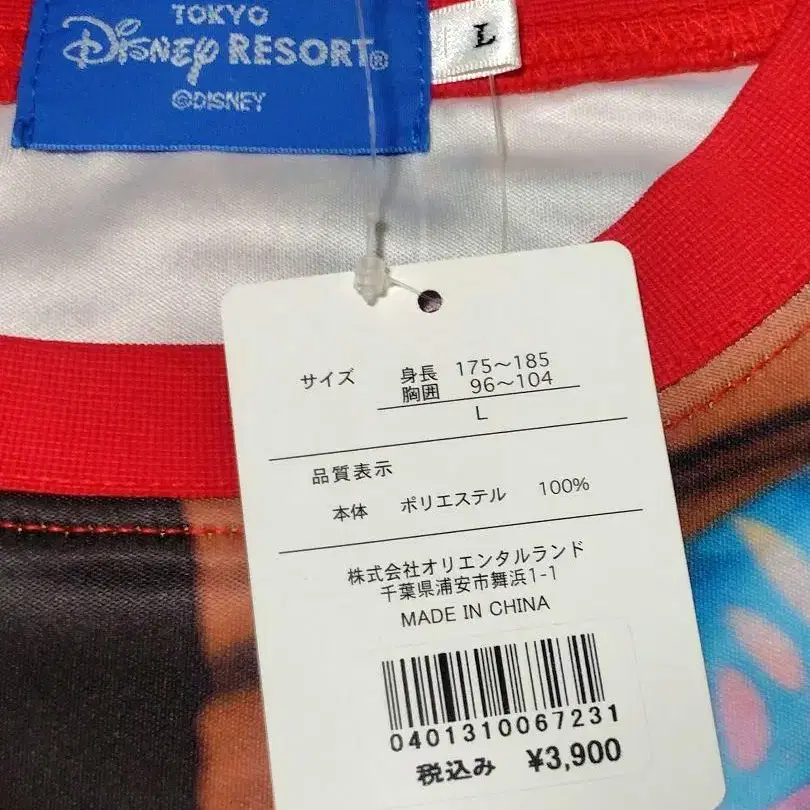 TOKYO
Disney RESORT®
©DISNEY
L
サイズ 身長 175～185
胸囲 96～104
L
品質表示
本体 ポリエステル 100%
株式会社オリエンタルランド
千葉県浦安市舞浜1-1
MADE IN CHINA
0401310067231
税込み ¥3,900